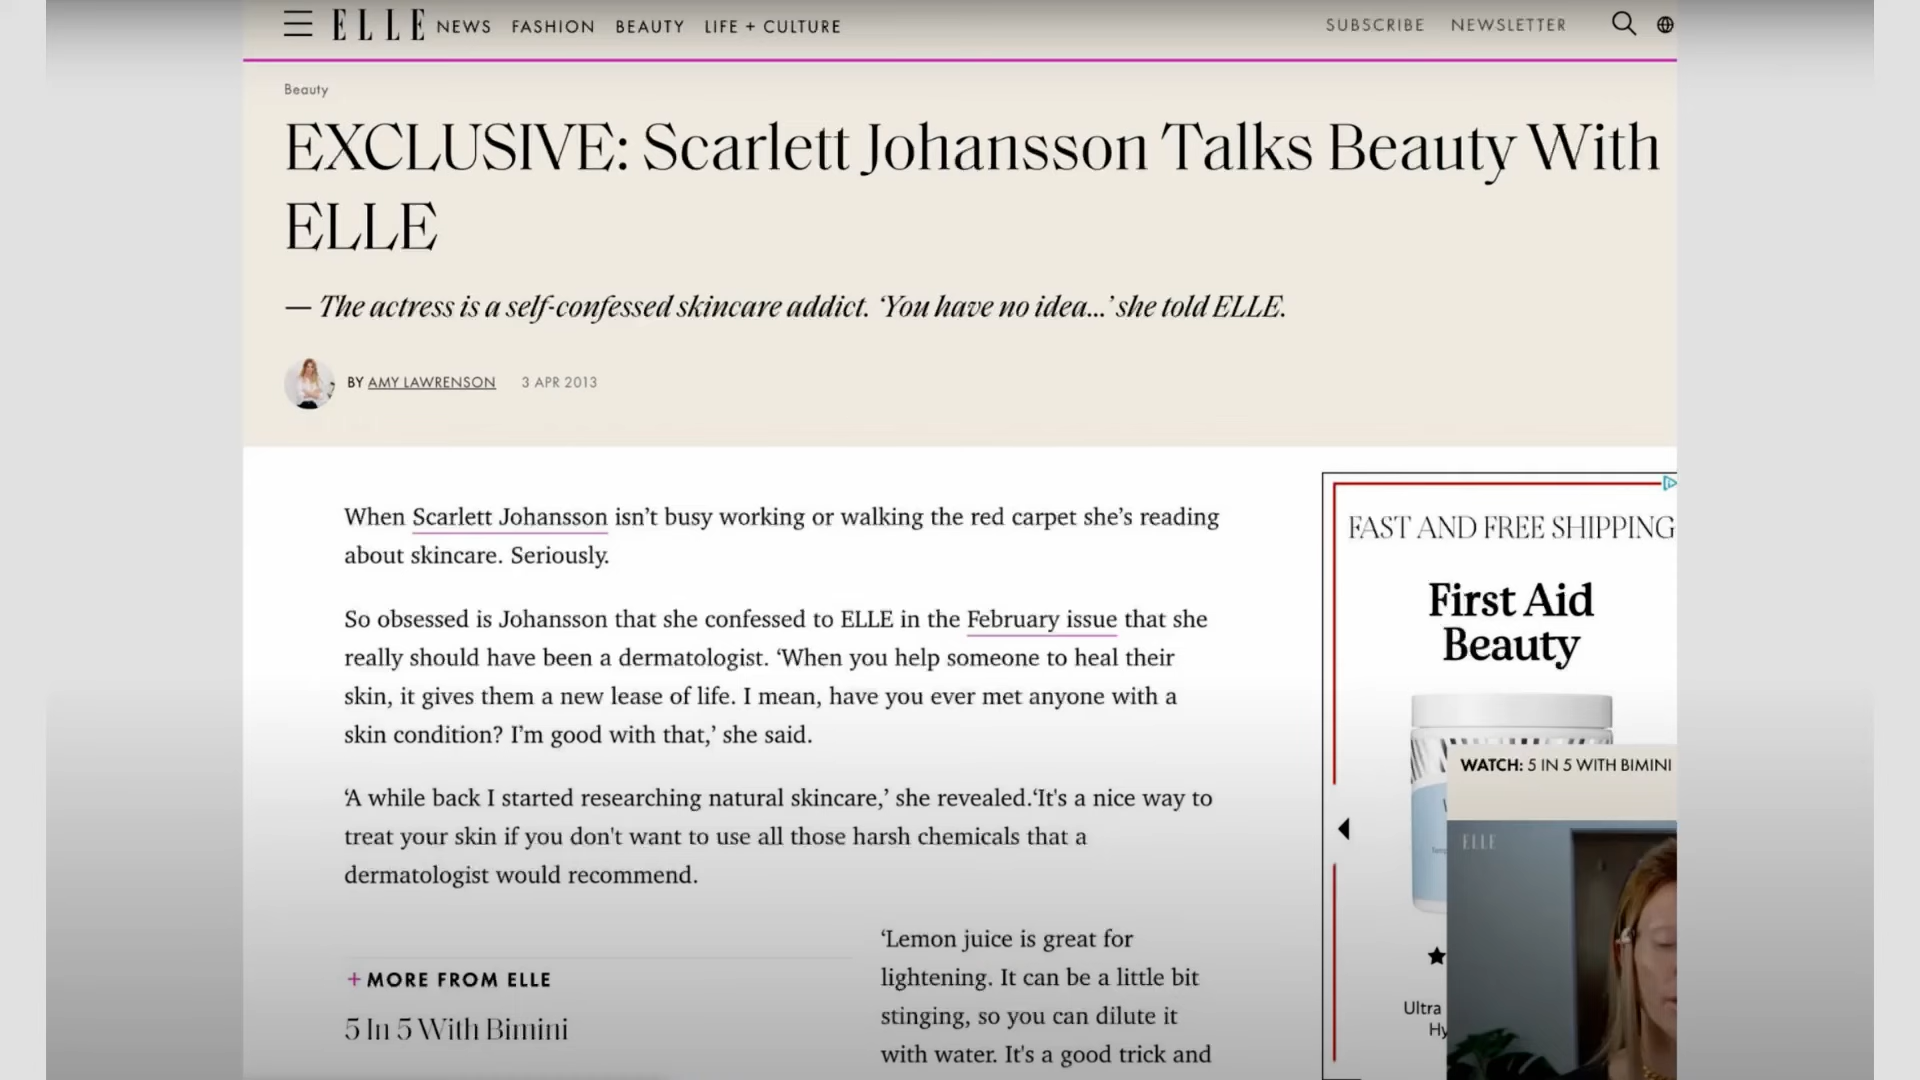 ELLE NEWS FASHION BEAUTY LIFE + CULTURE SUBSCRIBE NEWSLETTER
Beauty
EXCLUSIVE: Scarlett Johansson Talks Beauty With
ELLE
— The actress is a self-confessed skincare addict. ‘You have no idea...’ she told ELLE.
BY AMY LAWRENSON 3 APR 2013
When Scarlett Johansson isn’t busy working or walking the red carpet she’s reading
about skincare. Seriously.
So obsessed is Johansson that she confessed to ELLE in the February issue that she
really should have been a dermatologist. ‘When you help someone to heal their
skin, it gives them a new lease of life. I mean, have you ever met anyone with a
skin condition? I’m good with that,’ she said.
‘A while back I started researching natural skincare,’ she revealed.‘It's a nice way to
treat your skin if you don't want to use all those harsh chemicals that a
dermatologist would recommend.
‘Lemon juice is great for
lightening. It can be a little bit
stinging, so you can dilute it
with water. It's a good trick and
+ MORE FROM ELLE
5 In 5 With Bimini
FAST AND FREE SHIPPING
First Aid
Beauty
WATCH: 5 IN 5 WITH BIMINI
ELLE
Ultra
Hy